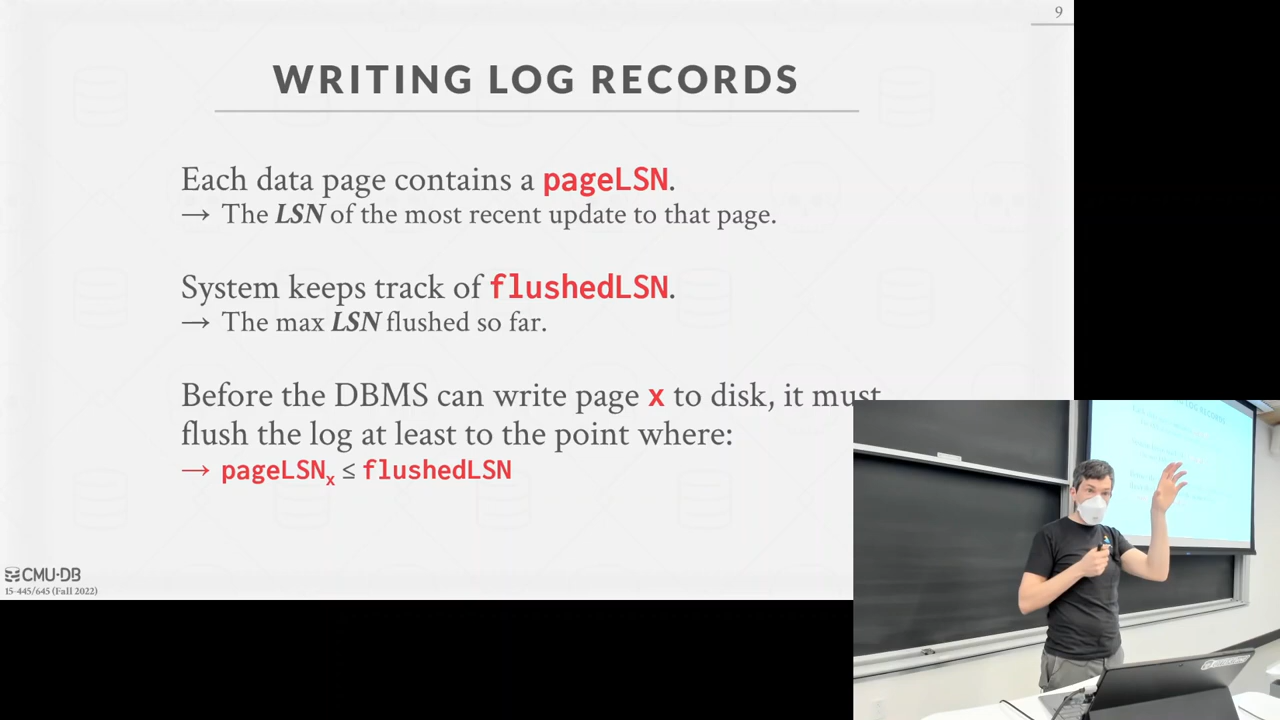 9
WRITING LOG RECORDS
Each data page contains a pageLSN.
→ The LSN of the most recent update to that page.
System keeps track of flushedLSN.
→ The max LSN flushed so far.
Before the DBMS can write page x to disk, it must
flush the log at least to the point where:
→ pageLSNₓ ≤ flushedLSN
CMU·DB
15-445/645 (Fall 2022)